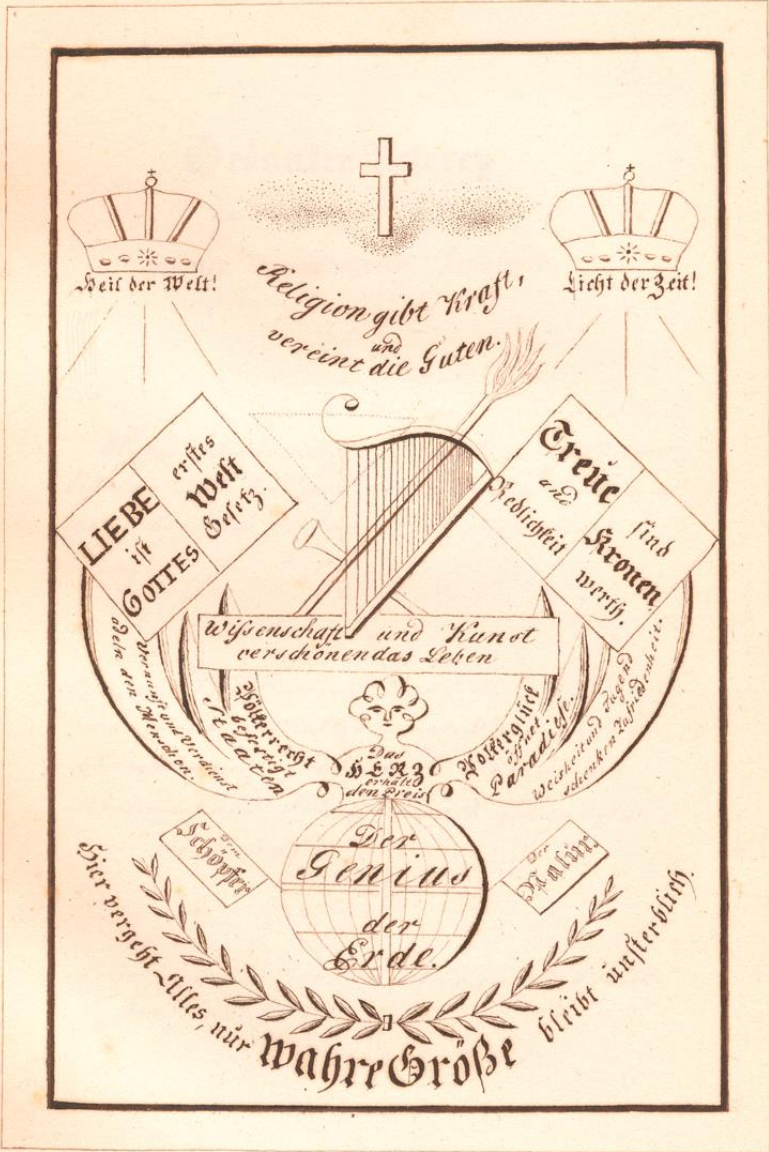 Heil der Welt!
Licht der Zeit!
Religion gibt Kraft,
und
vereint die Guten.
LIEBE
ist
GOTTES
erstes
Welt
Gesetz.
Treue
und
Redlichkeit
sind
Kronen
werth.
Wissenschaft und Kunst
verschönen das Leben
Vernunft und Verdienst
adeln den Menschen.
Völkerrecht
befestigt
Staaten
Das
HERZ
erhält
den Preis
Völkerglück
öffnet
Paradiese.
Weisheit und Tugend
schenken Zufriedenheit.
Dem
Schöpfer
Der
Natur.
Der
Genius
der
Erde.
Hier vergeht Alles, nur wahre Größe bleibt unsterblich.